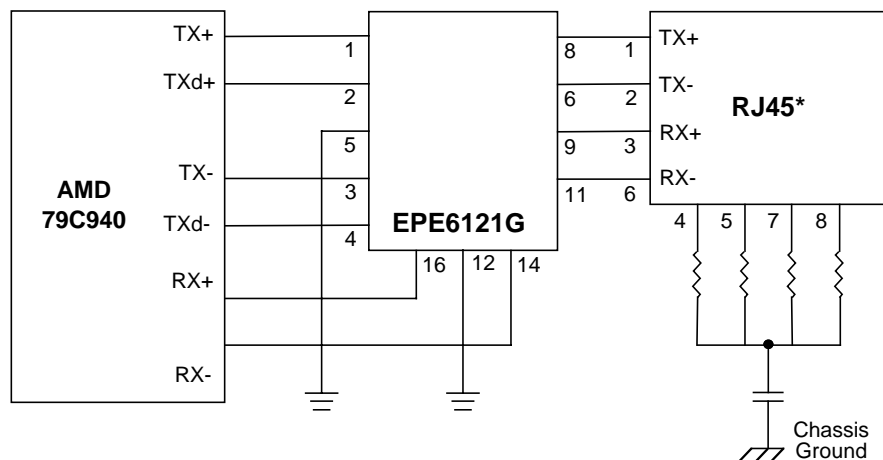 TX+
TXd+
TX-
TXd-
RX+
RX-
AMD
79C940
1
2
5
3
4
EPE6121G
16
12
14
8
6
9
11
1
2
3
6
TX+
TX-
RX+
RX-
RJ45*
4
5
7
8
Chassis
Ground